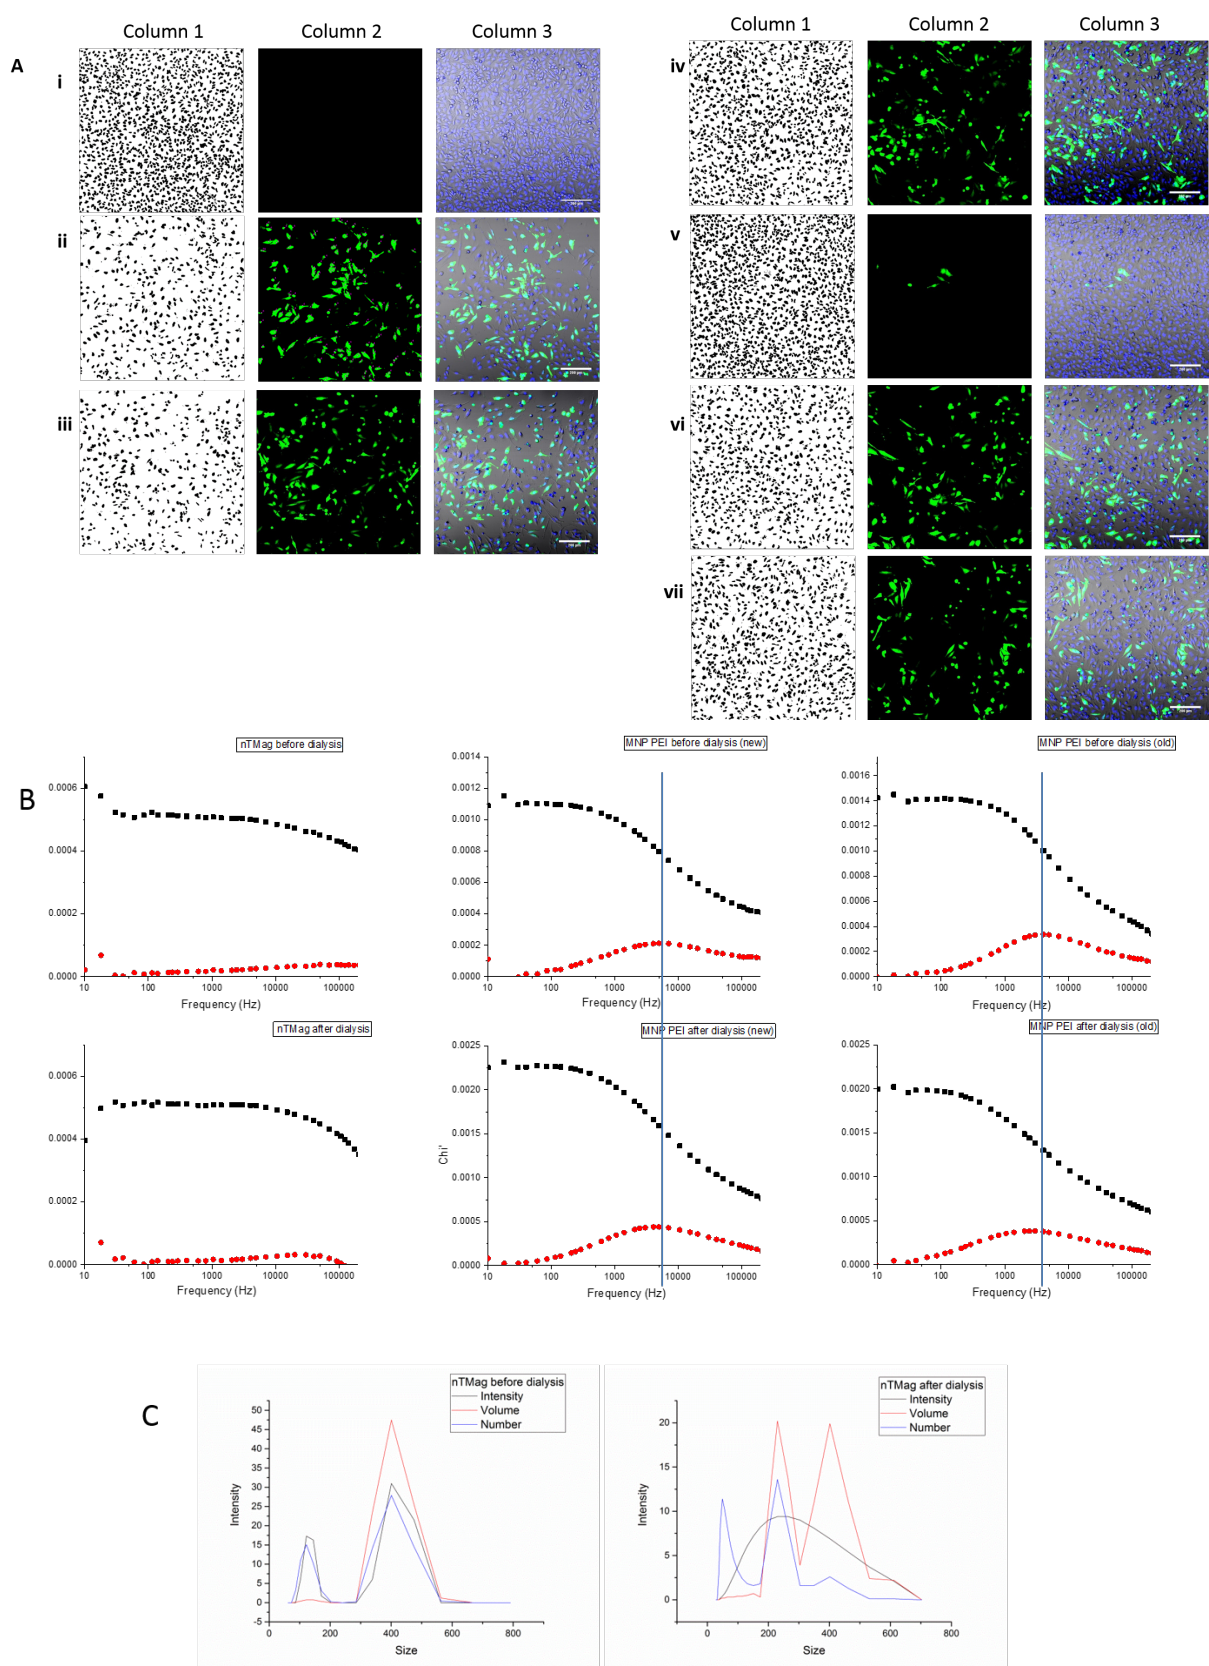 Column 1 Column 2 Column 3
Column 1 Column 2 Column 3
A
i
ii
iii
iv
v
vi
vii
200 µm
B
nTMag before dialysis
0.0006
0.0004
0.0002
0.0000
10 100 1000 10000 100000
Frequency (Hz)
MNP PEI before dialysis (new)
0.0014
0.0012
0.0010
0.0008
0.0006
0.0004
0.0002
0.0000
10 100 1000 10000 100000
Frequency (Hz)
MNP PEI before dialysis (old)
0.0016
0.0014
0.0012
0.0010
0.0008
0.0006
0.0004
0.0002
0.0000
10 100 1000 10000 100000
Frequency (Hz)
nTMag after dialysis
0.0006
0.0004
0.0002
0.0000
10 100 1000 10000 100000
Frequency (Hz)
MNP PEI after dialysis (new)
0.0025
0.0020
0.0015
0.0010
0.0005
0.0000
Chi'
10 100 1000 10000 100000
Frequency (Hz)
MNP PEI after dialysis (old)
0.0025
0.0020
0.0015
0.0010
0.0005
0.0000
10 100 1000 10000 100000
Frequency (Hz)
C
nTMag before dialysis
Intensity
Volume
Number
50
45
40
35
30
25
20
15
10
5
0
-5
Intensity
0 200 400 600 800
Size
nTMag after dialysis
Intensity
Volume
Number
20
15
10
5
0
Intensity
0 200 400 600 800
Size